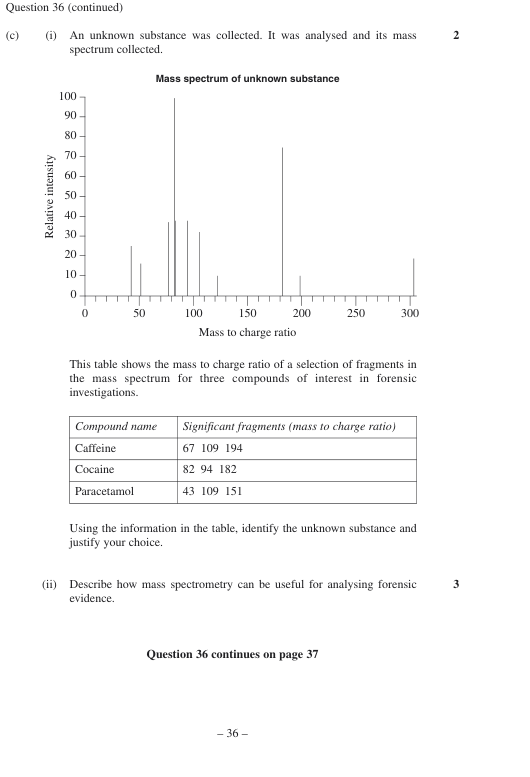 Question 36 (continued)
(c) (i) An unknown substance was collected. It was analysed and its mass 2
spectrum collected.
Mass spectrum of unknown substance
100
90
80
70
60
50
40
30
20
10
0
Relative intensity
0 50 100 150 200 250 300
Mass to charge ratio
This table shows the mass to charge ratio of a selection of fragments in
the mass spectrum for three compounds of interest in forensic
investigations.
Compound name Significant fragments (mass to charge ratio)
Caffeine 67 109 194
Cocaine 82 94 182
Paracetamol 43 109 151
Using the information in the table, identify the unknown substance and
justify your choice.
(ii) Describe how mass spectrometry can be useful for analysing forensic 3
evidence.
Question 36 continues on page 37
– 36 –